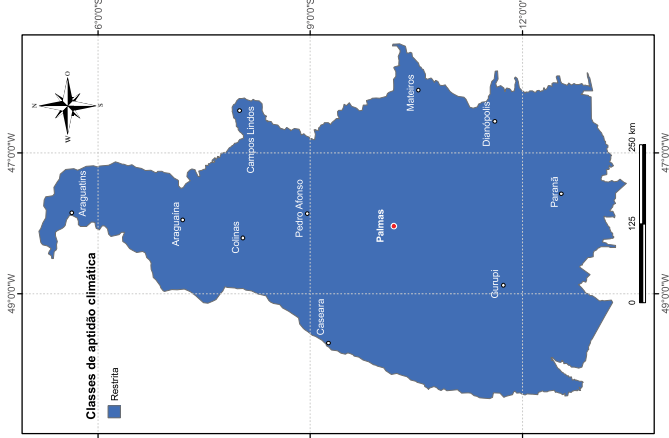 6°0'0"S
9°0'0"S
12°0'0"S
47°0'0"W
49°0'0"W
47°0'0"W
49°0'0"W
N
O
S
W
Araguatins
Araguaína
Campos Lindos
Colinas
Pedro Afonso
Caseara
Palmas
Mateiros
Dianópolis
Gurupi
Paranã
Classes de aptidão climática
Restrita
0 125 250 km